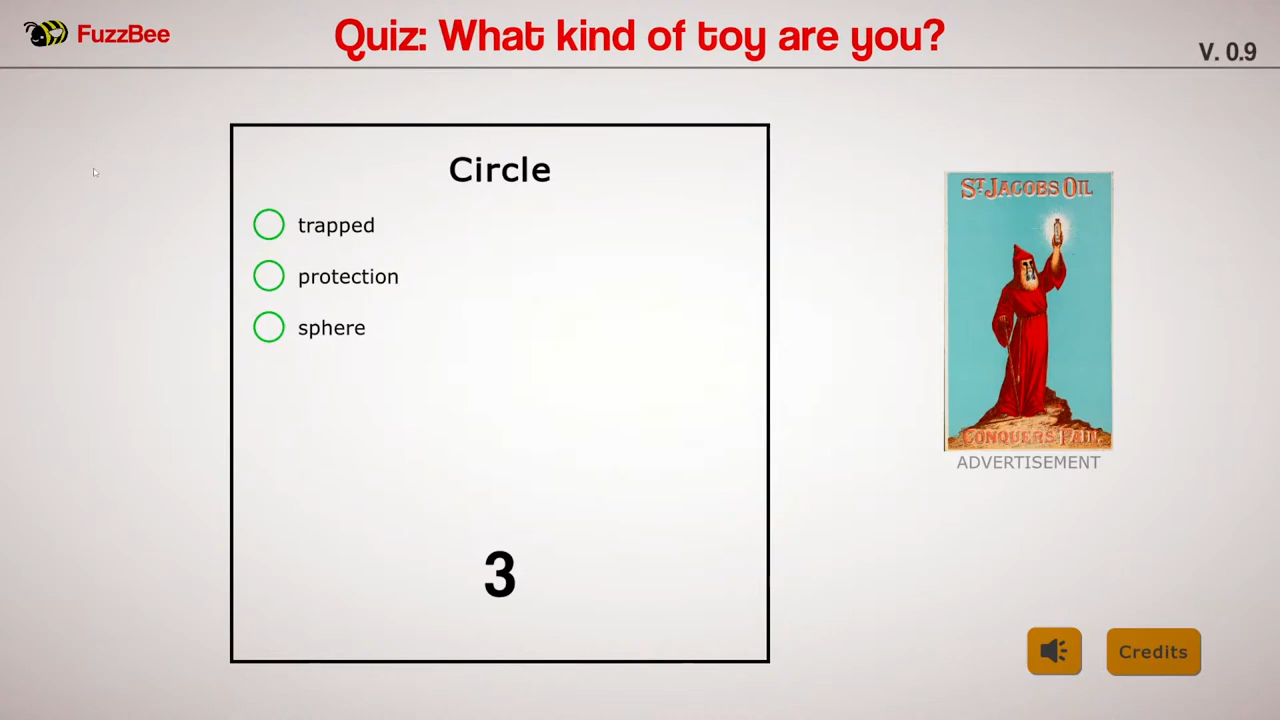 FuzzBee
Quiz: What kind of toy are you?
V. 0.9
Circle
trapped
protection
sphere
3
ST JACOBS OIL
CONQUERS PAIN
ADVERTISEMENT
Credits